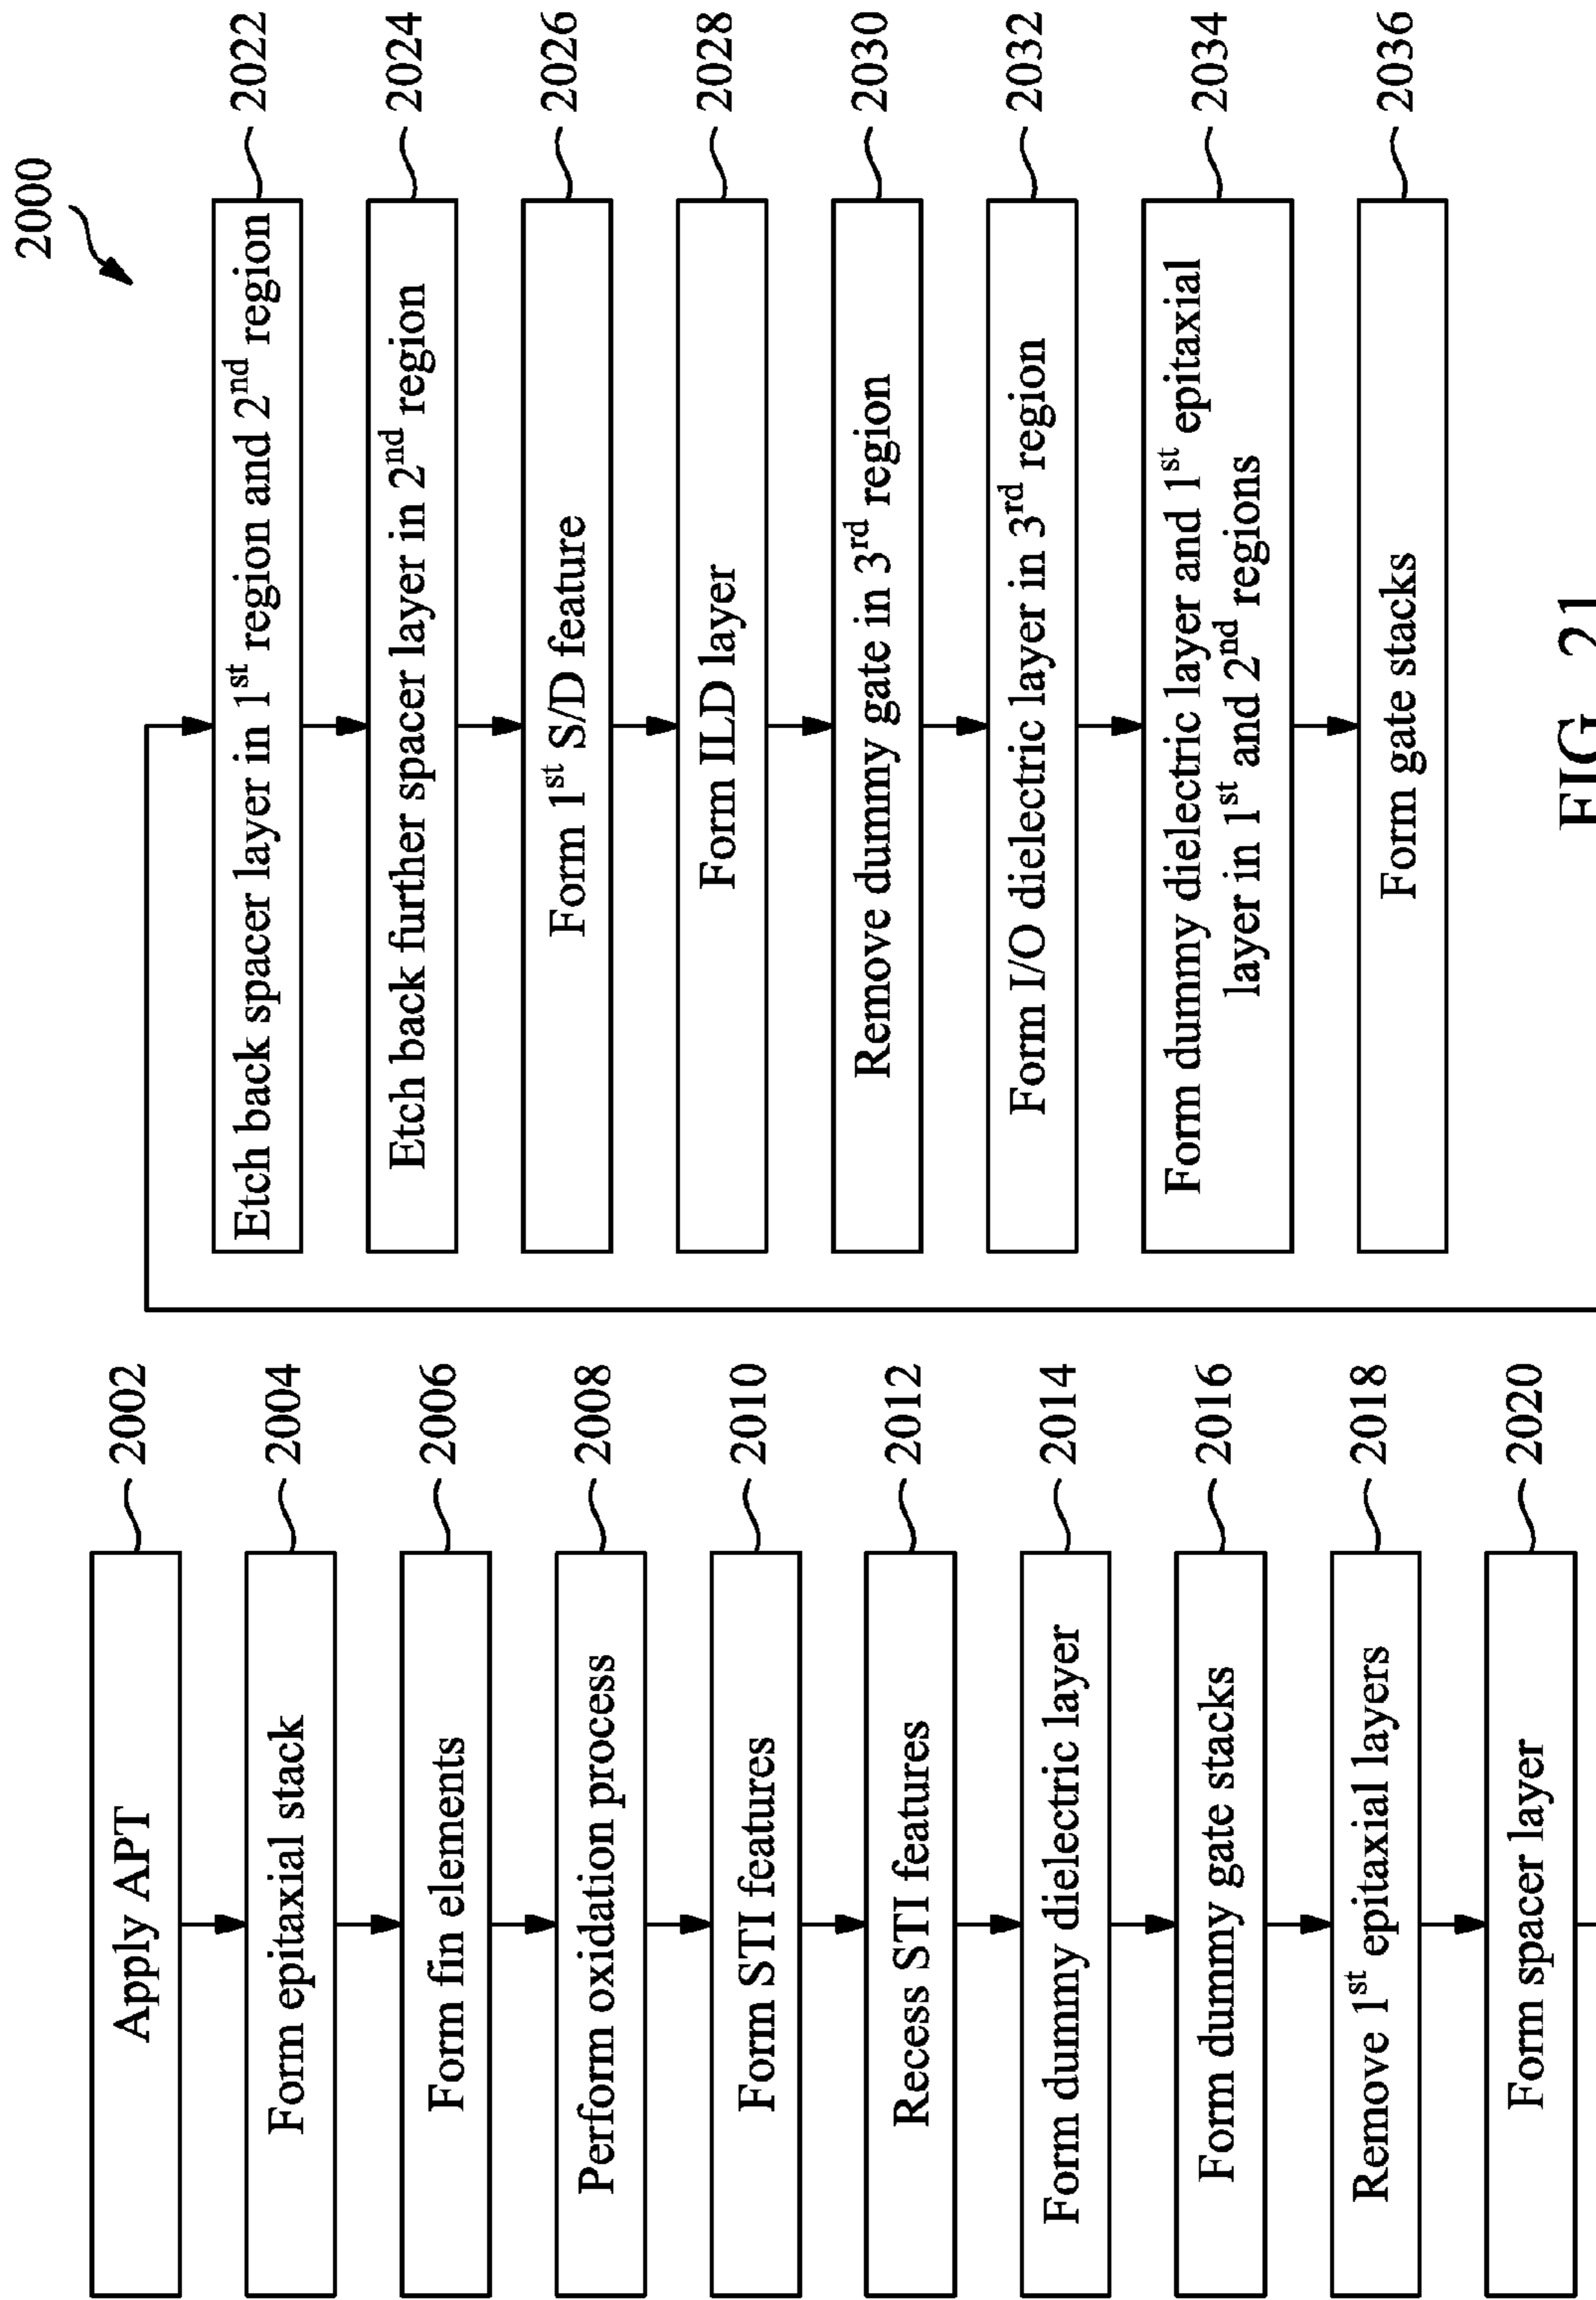 2000
Apply APT
2002
Form epitaxial stack
2004
Form fin elements
2006
Perform oxidation process
2008
Form STI features
2010
Recess STI features
2012
Form dummy dielectric layer
2014
Form dummy gate stacks
2016
Remove 1st epitaxial layers
2018
Form spacer layer
2020
Etch back spacer layer in 1st region and 2nd region
2022
Etch back further spacer layer in 2nd region
2024
Form 1st S/D feature
2026
Form ILD layer
2028
Remove dummy gate in 3rd region
2030
Form I/O dielectric layer in 3rd region
2032
Form dummy dielectric layer and 1st epitaxial
layer in 1st and 2nd regions
2034
Form gate stacks
2036
FIG. 21